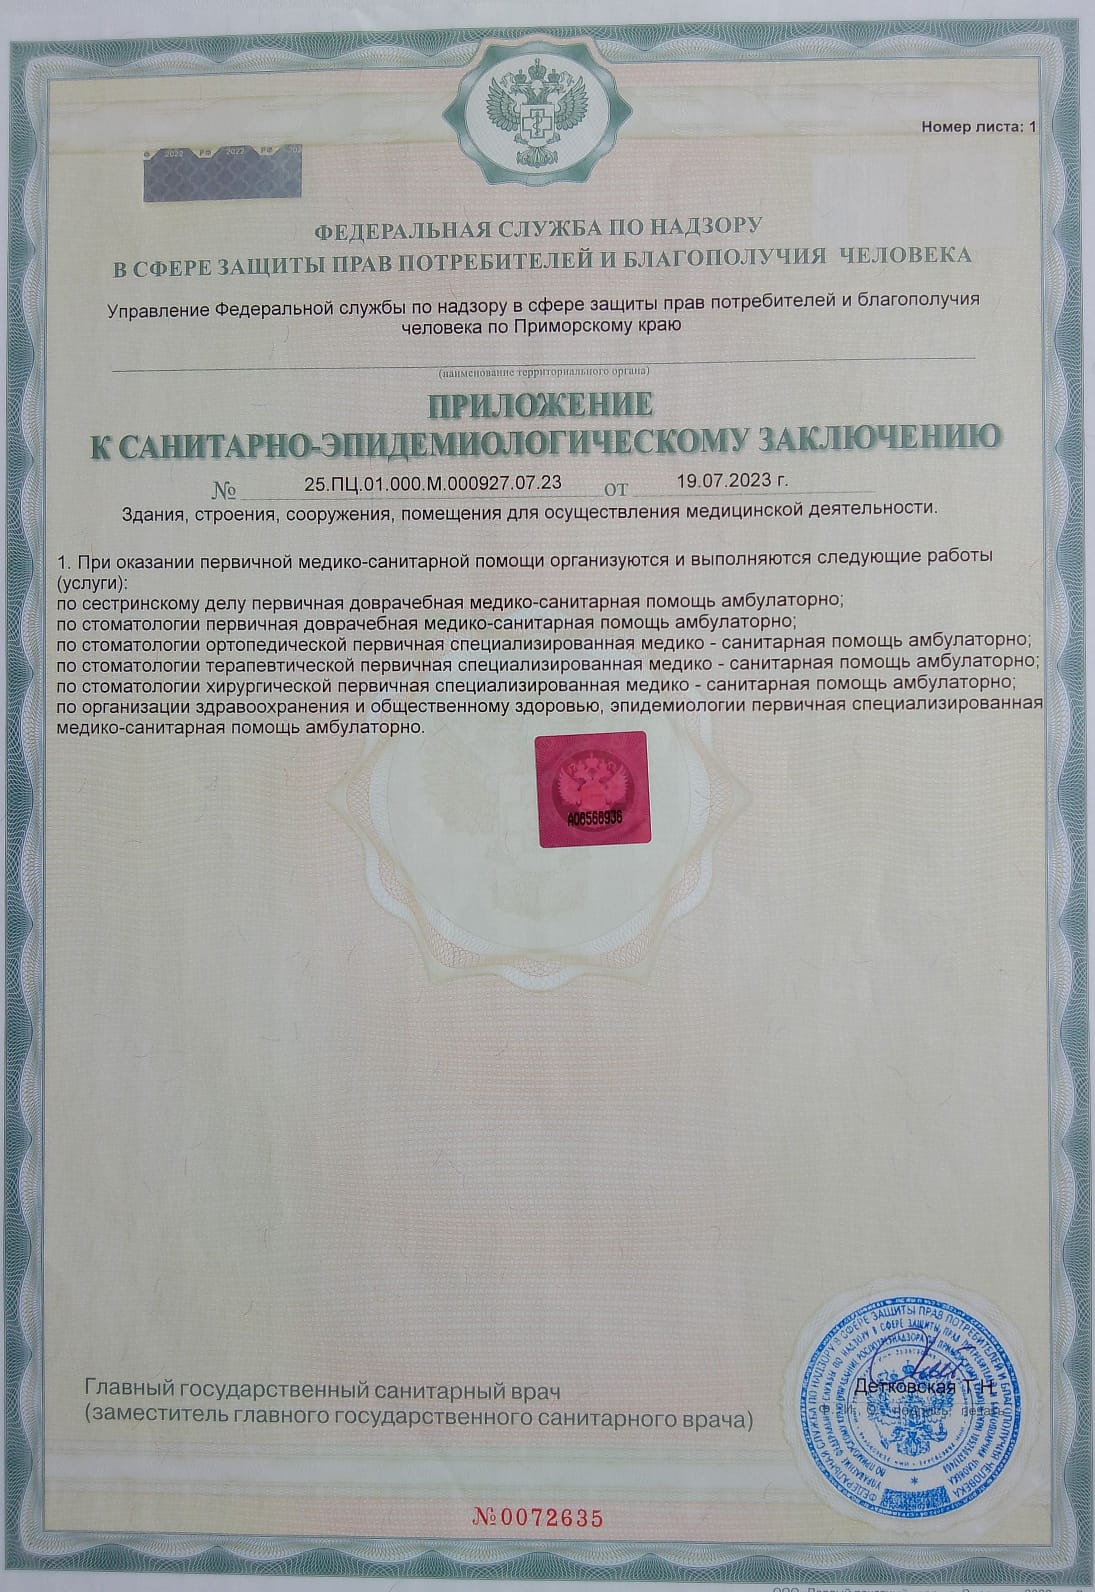 Номер листа: 1
2022 РФ 2022 РФ
ФЕДЕРАЛЬНАЯ СЛУЖБА ПО НАДЗОРУ
В СФЕРЕ ЗАЩИТЫ ПРАВ ПОТРЕБИТЕЛЕЙ И БЛАГОПОЛУЧИЯ ЧЕЛОВЕКА
Управление Федеральной службы по надзору в сфере защиты прав потребителей и благополучия
человека по Приморскому краю
(наименование территориального органа)
ПРИЛОЖЕНИЕ
К САНИТАРНО-ЭПИДЕМИОЛОГИЧЕСКОМУ ЗАКЛЮЧЕНИЮ
№ 25.ПЦ.01.000.М.000927.07.23 от 19.07.2023 г.
Здания, строения, сооружения, помещения для осуществления медицинской деятельности.
1. При оказании первичной медико-санитарной помощи организуются и выполняются следующие работы
(услуги):
по сестринскому делу первичная доврачебная медико-санитарная помощь амбулаторно;
по стоматологии первичная доврачебная медико-санитарная помощь амбулаторно;
по стоматологии ортопедической первичная специализированная медико - санитарная помощь амбулаторно;
по стоматологии терапевтической первичная специализированная медико - санитарная помощь амбулаторно;
по стоматологии хирургической первичная специализированная медико - санитарная помощь амбулаторно;
по организации здравоохранения и общественному здоровью, эпидемиологии первичная специализированная
медико-санитарная помощь амбулаторно.
А06568936
Главный государственный санитарный врач
(заместитель главного государственного санитарного врача)
Детковская Т.Н.
№0072635